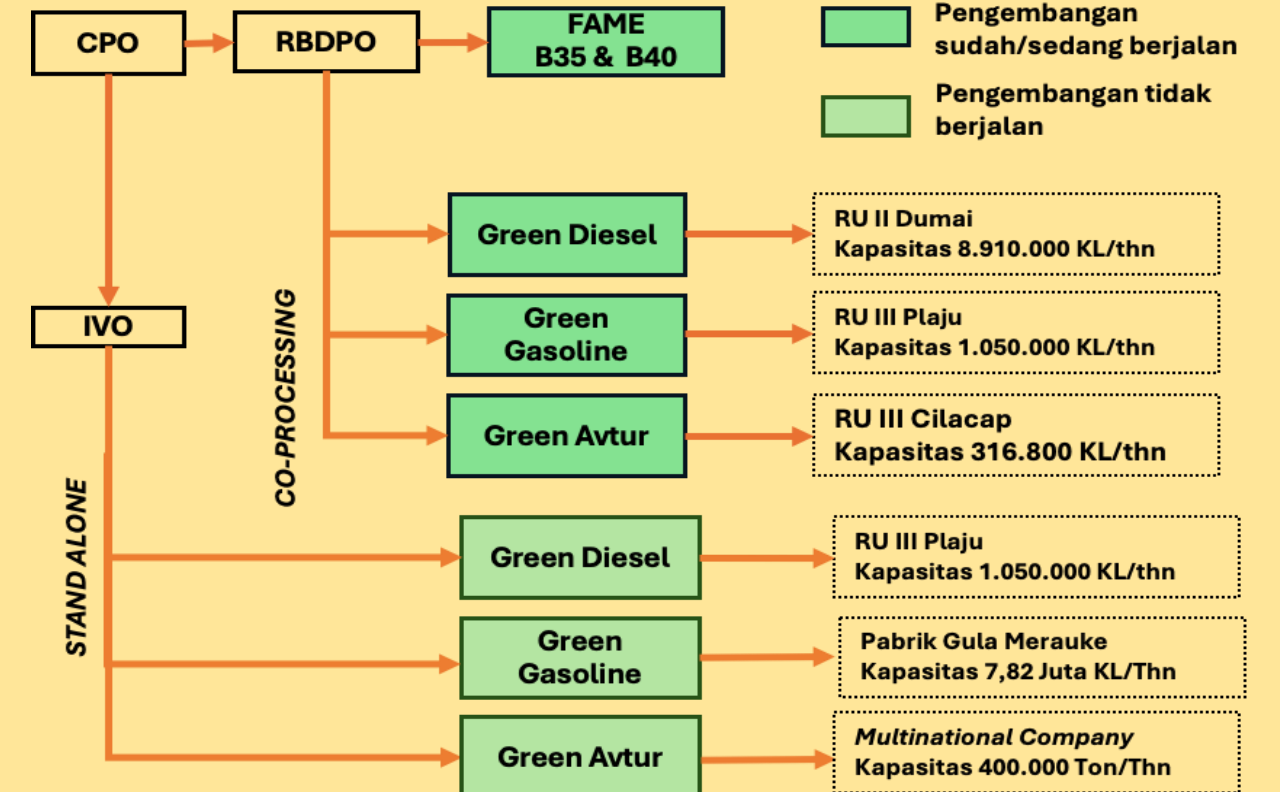 CPO
RBDPO
FAME
B35 & B40
Pengembangan
sudah/sedang berjalan
Pengembangan tidak
berjalan
Green Diesel
RU II Dumai
Kapasitas 8.910.000 KL/thn
IVO
CO-PROCESSING
Green
Gasoline
RU III Plaju
Kapasitas 1.050.000 KL/thn
Green Avtur
RU III Cilacap
Kapasitas 316.800 KL/thn
STAND ALONE
Green Diesel
RU III Plaju
Kapasitas 1.050.000 KL/thn
Green
Gasoline
Pabrik Gula Merauke
Kapasitas 7,82 Juta KL/Thn
Green Avtur
Multinational Company
Kapasitas 400.000 Ton/Thn